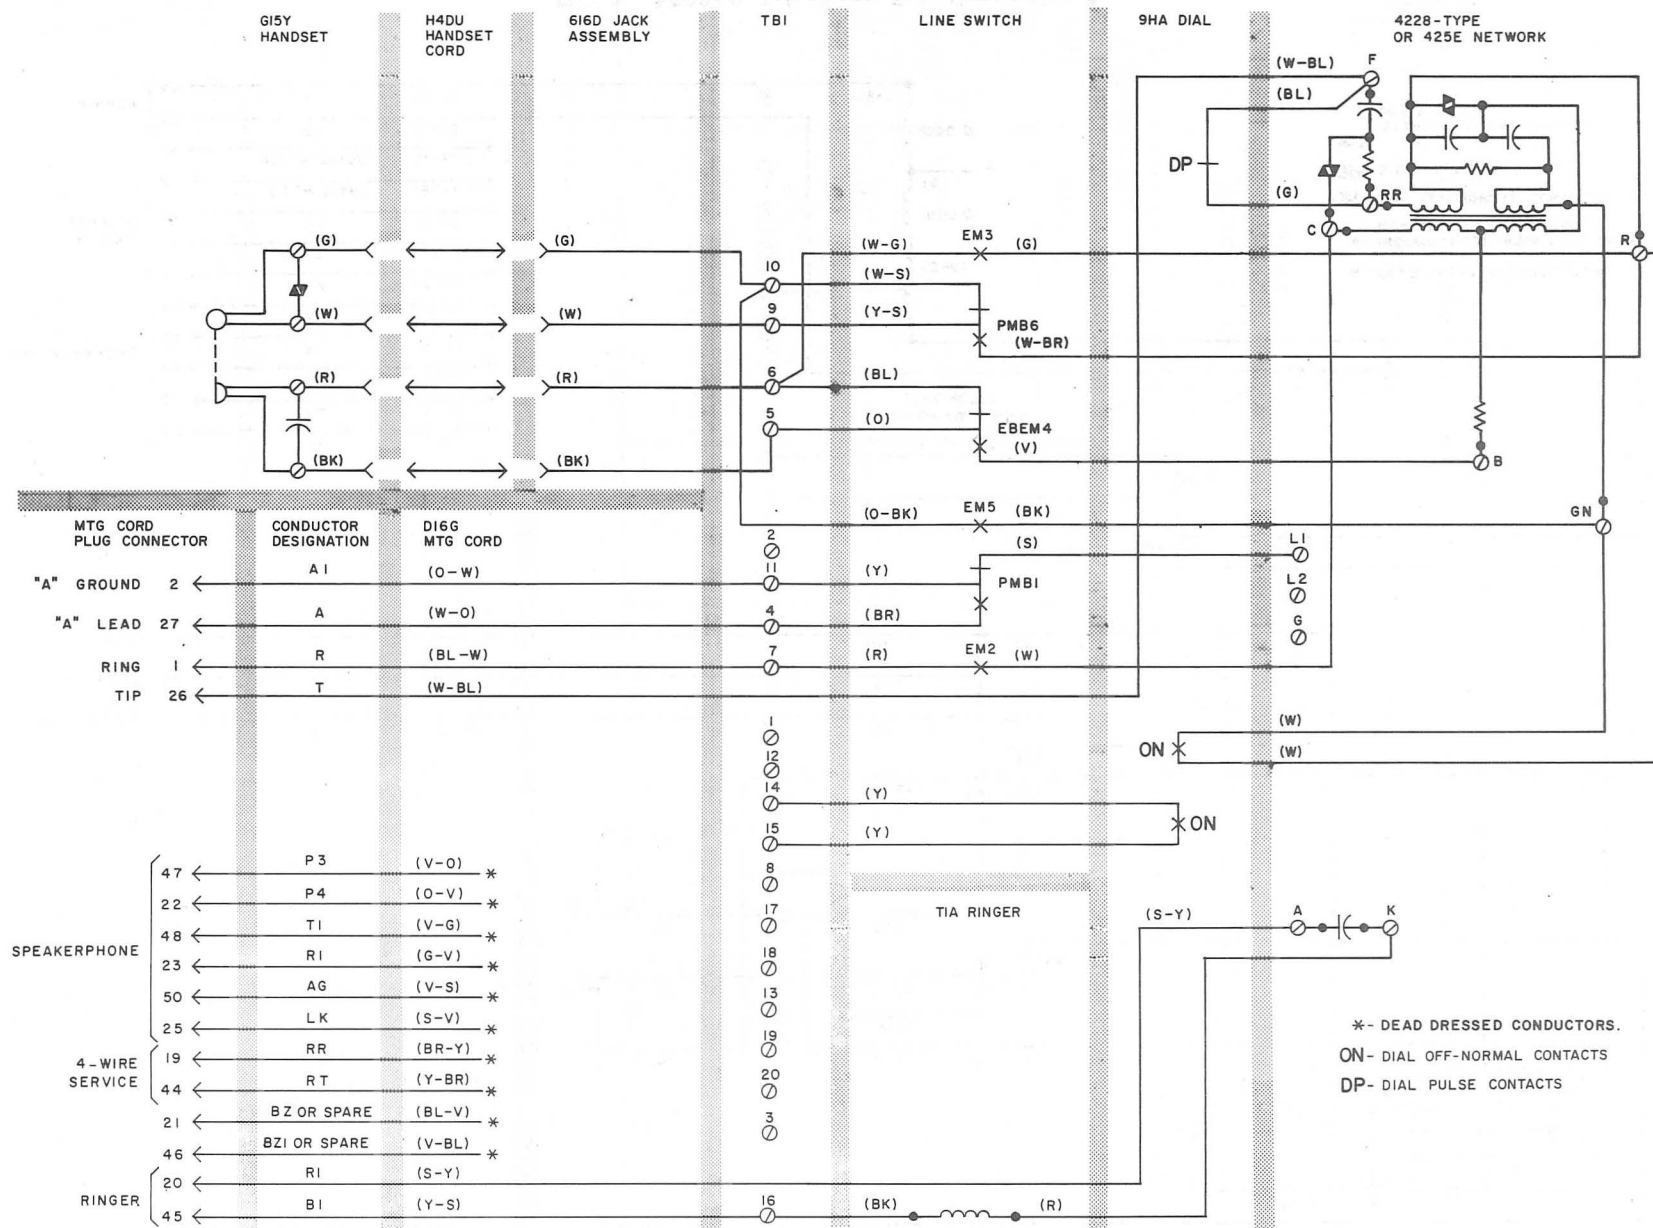 G15Y
HANDSET
H4DU
HANDSET
CORD
616D JACK
ASSEMBLY
TB1
LINE SWITCH
9HA DIAL
4228-TYPE
OR 425E NETWORK
(W-BL)
F
(BL)
DP
(G)
RR
C
R
(G)
(G)
10
(W-G)
EM3
(G)
(W-S)
(W)
(W)
9
(Y-S)
PMB6
(W-BR)
(R)
(R)
6
(BL)
5
(O)
EBEM4
(V)
(BK)
(BK)
B
MTG CORD
PLUG CONNECTOR
CONDUCTOR
DESIGNATION
D16G
MTG CORD
(O-BK)
EM5
(BK)
GN
2
(S)
L1
"A" GROUND 2
A1
(O-W)
11
(Y)
PMB1
L2
"A" LEAD 27
A
(W-O)
4
(BR)
G
RING 1
R
(BL-W)
7
(R)
EM2
(W)
TIP 26
T
(W-BL)
1
(W)
ON
(W)
12
14
(Y)
ON
15
(Y)
SPEAKERPHONE
47
P3
(V-O)
*
8
22
P4
(O-V)
*
48
T1
(V-G)
*
17
T1A RINGER
(S-Y)
A
K
23
R1
(G-V)
*
18
50
AG
(V-S)
*
13
25
LK
(S-V)
*
19
4-WIRE
SERVICE
19
RR
(BR-Y)
*
44
RT
(Y-BR)
*
20
21
BZ OR SPARE
(BL-V)
*
3
46
BZ1 OR SPARE
(V-BL)
*
*- DEAD DRESSED CONDUCTORS.
ON- DIAL OFF-NORMAL CONTACTS
DP- DIAL PULSE CONTACTS
RINGER
20
R1
(S-Y)
45
B1
(Y-S)
16
(BK)
(R)